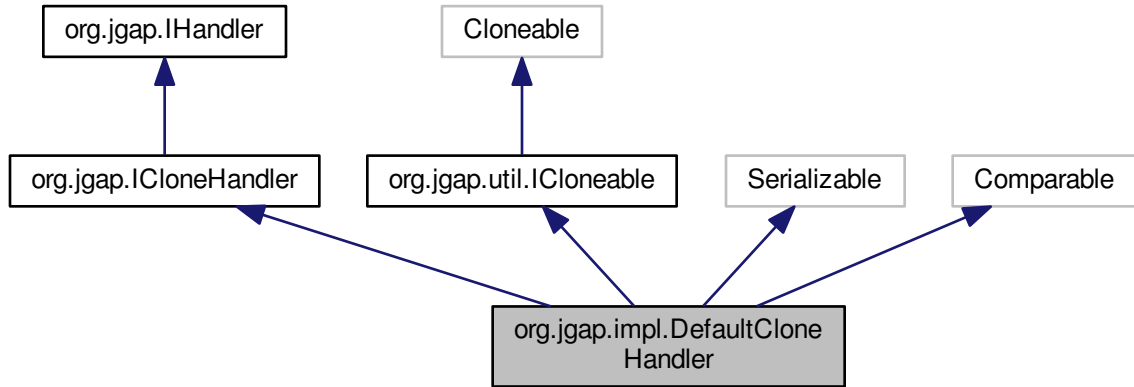 org.jgap.IHandler
Cloneable
org.jgap.ICloneHandler
org.jgap.util.ICloneable
Serializable
Comparable
org.jgap.impl.DefaultClone
Handler